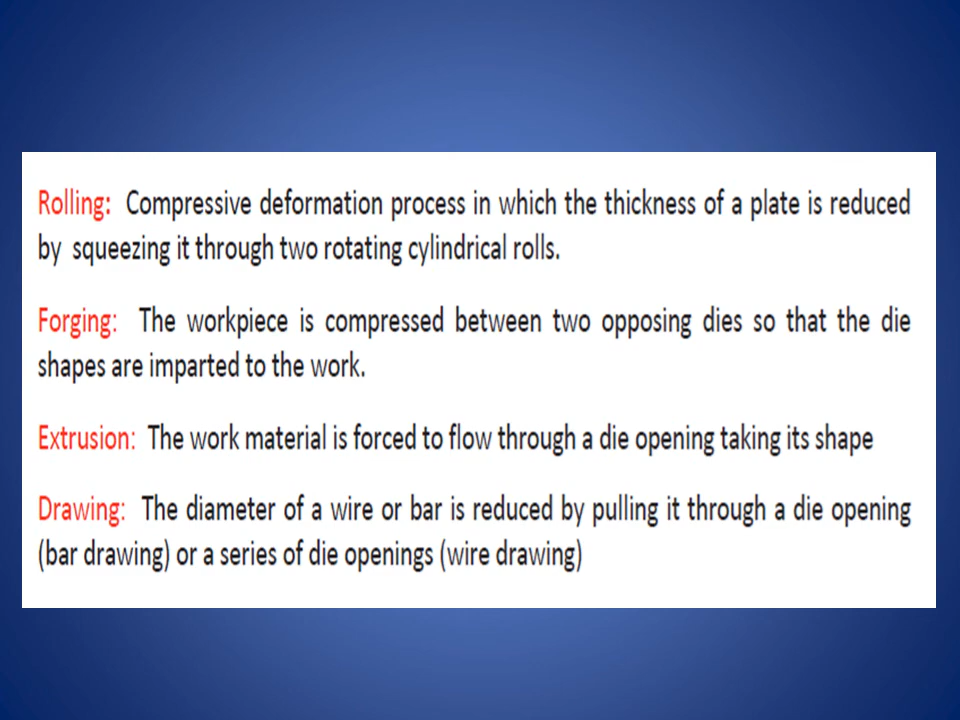 Rolling: Compressive deformation process in which the thickness of a plate is reduced
by squeezing it through two rotating cylindrical rolls.
Forging: The workpiece is compressed between two opposing dies so that the die
shapes are imparted to the work.
Extrusion: The work material is forced to flow through a die opening taking its shape
Drawing: The diameter of a wire or bar is reduced by pulling it through a die opening
(bar drawing) or a series of die openings (wire drawing)